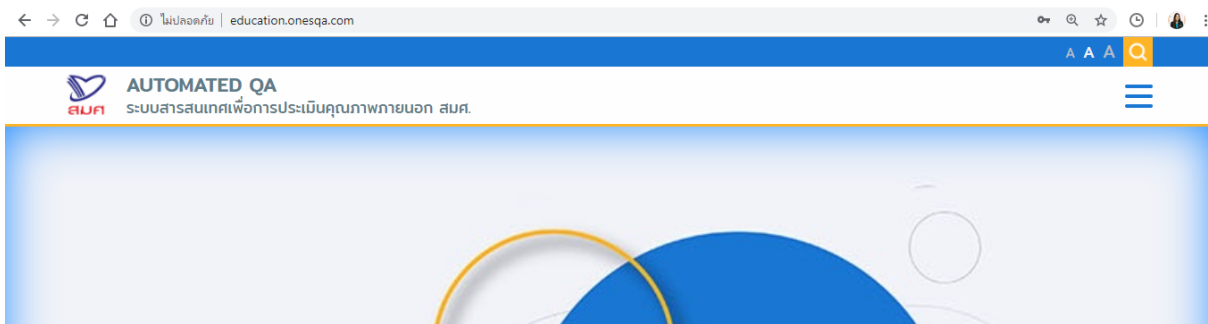 ไม่ปลอดภัย | education.onesqa.com
A A A
สมศ
AUTOMATED QA
ระบบสารสนเทศเพื่อการประเมินคุณภาพภายนอก สมศ.